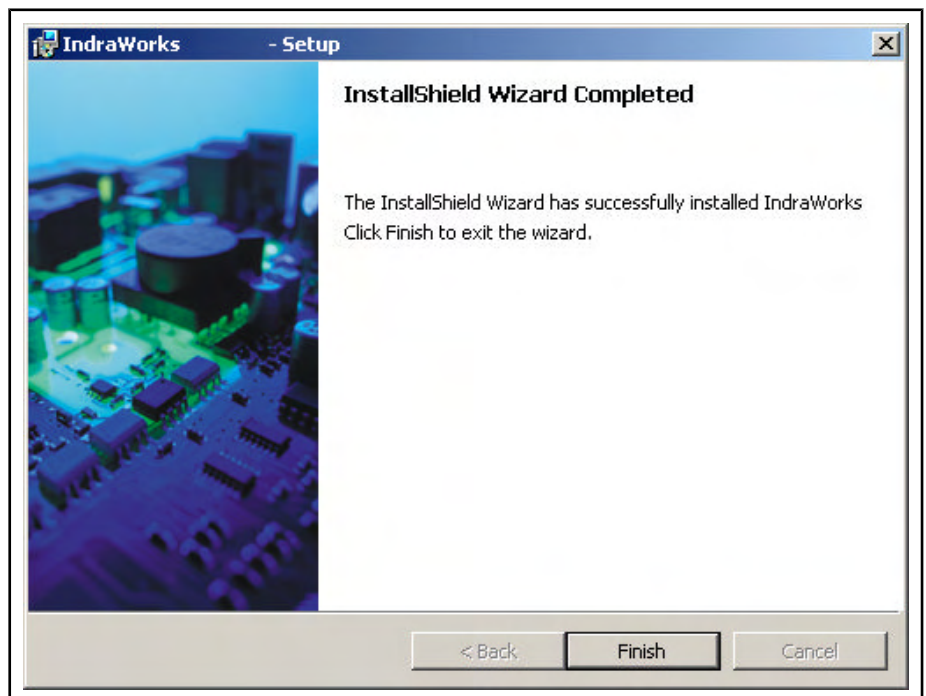 IndraWorks - Setup
InstallShield Wizard Completed
The InstallShield Wizard has successfully installed IndraWorks
Click Finish to exit the wizard.
< Back
Finish
Cancel